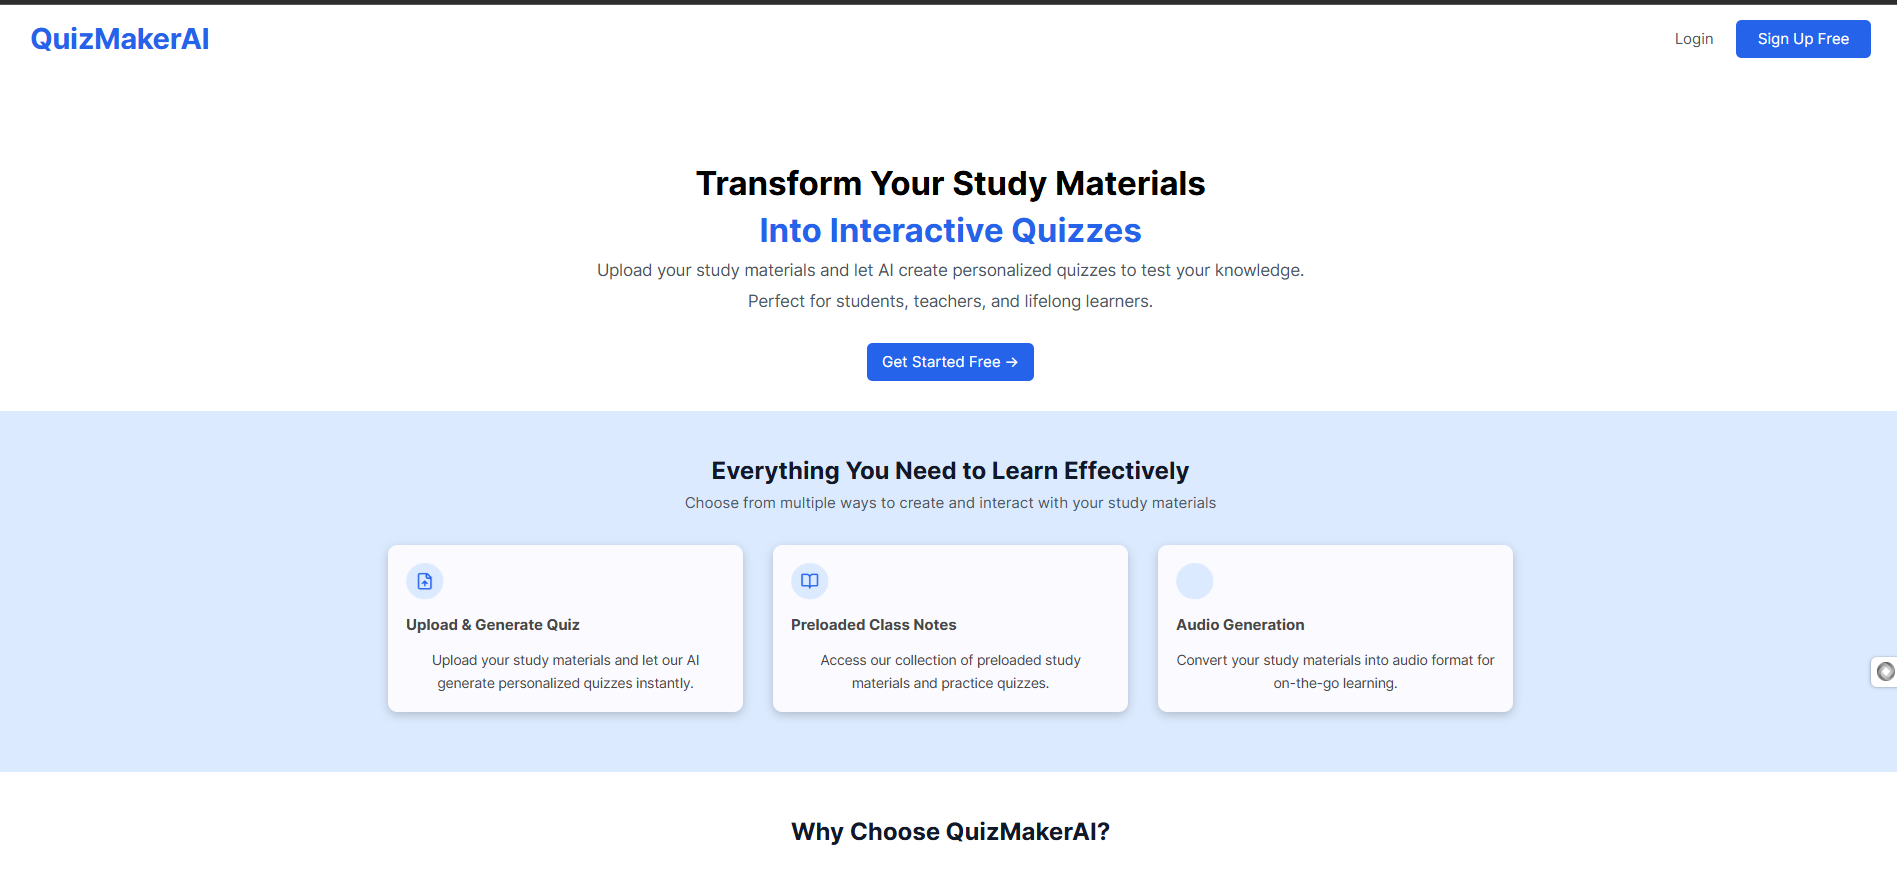 QuizMakerAI
Login
Sign Up Free
Transform Your Study Materials
Into Interactive Quizzes
Upload your study materials and let AI create personalized quizzes to test your knowledge.
Perfect for students, teachers, and lifelong learners.
Get Started Free →
Everything You Need to Learn Effectively
Choose from multiple ways to create and interact with your study materials
Upload & Generate Quiz
Upload your study materials and let our AI
generate personalized quizzes instantly.
Preloaded Class Notes
Access our collection of preloaded study
materials and practice quizzes.
Audio Generation
Convert your study materials into audio format for
on-the-go learning.
Why Choose QuizMakerAI?